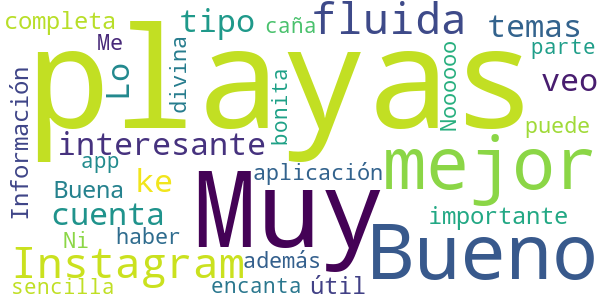 completa
Me
tipo
caña
fluida
temas
playas
Lo
divina
bonita
Nooooooo
parte
veo
Información
interesante
app
ke
aplicación
mejor
puede
Buena
cuenta
Muy
importante
Ni
haber
Bueno
Instagram
además
sencilla
encanta
útil